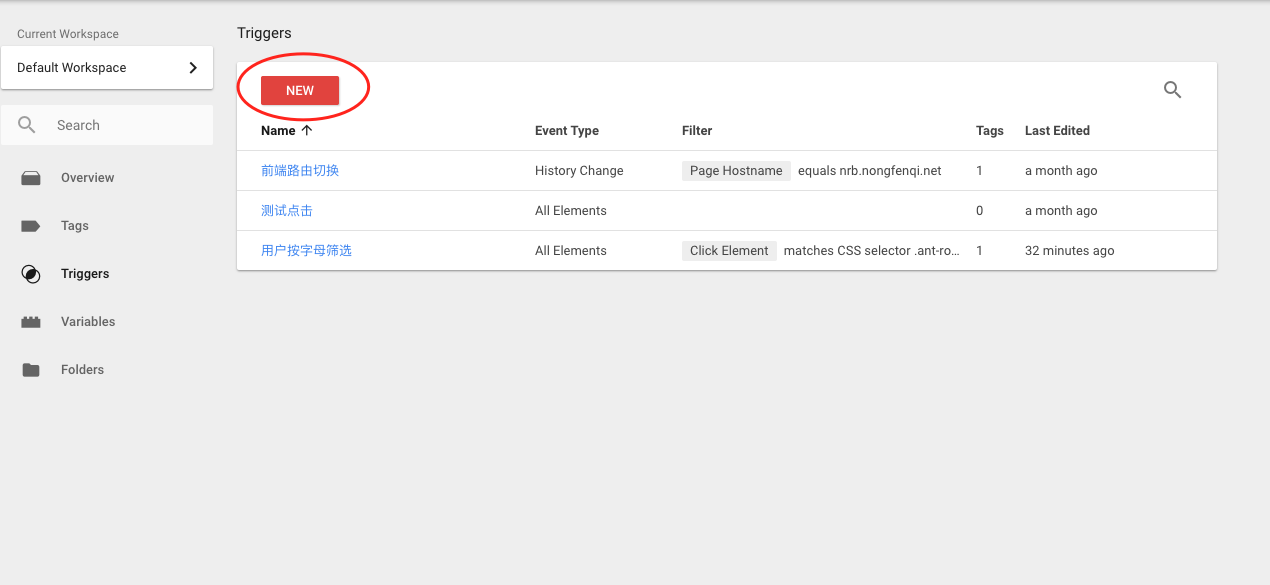 Current Workspace
Default Workspace
Search
Overview
Tags
Triggers
Variables
Folders
Triggers
NEW
Name Event Type Filter Tags Last Edited
前端路由切换 History Change Page Hostname equals nrb.nongfenqi.net 1 a month ago
测试点击 All Elements 0 a month ago
用户按字母筛选 All Elements Click Element matches CSS selector .ant-ro… 1 32 minutes ago